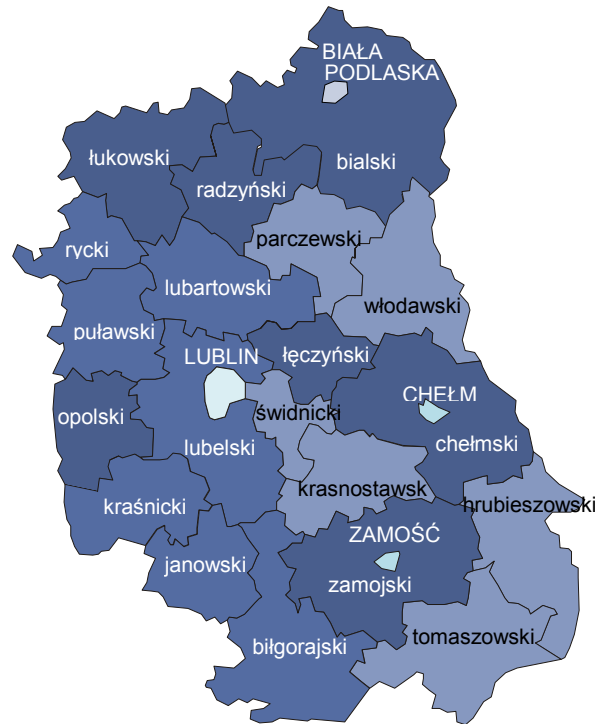 BIAŁA
PODLASKA
łukowski
bialski
radzyński
parczewski
rycki
lubartowski
włodawski
puławski
LUBLIN
łęczyński
CHEŁM
opolski
świdnicki
lubelski
chełmski
krasnostawsk
hrubieszowski
kraśnicki
ZAMOŚĆ
janowski
zamojski
tomaszowski
biłgorajski